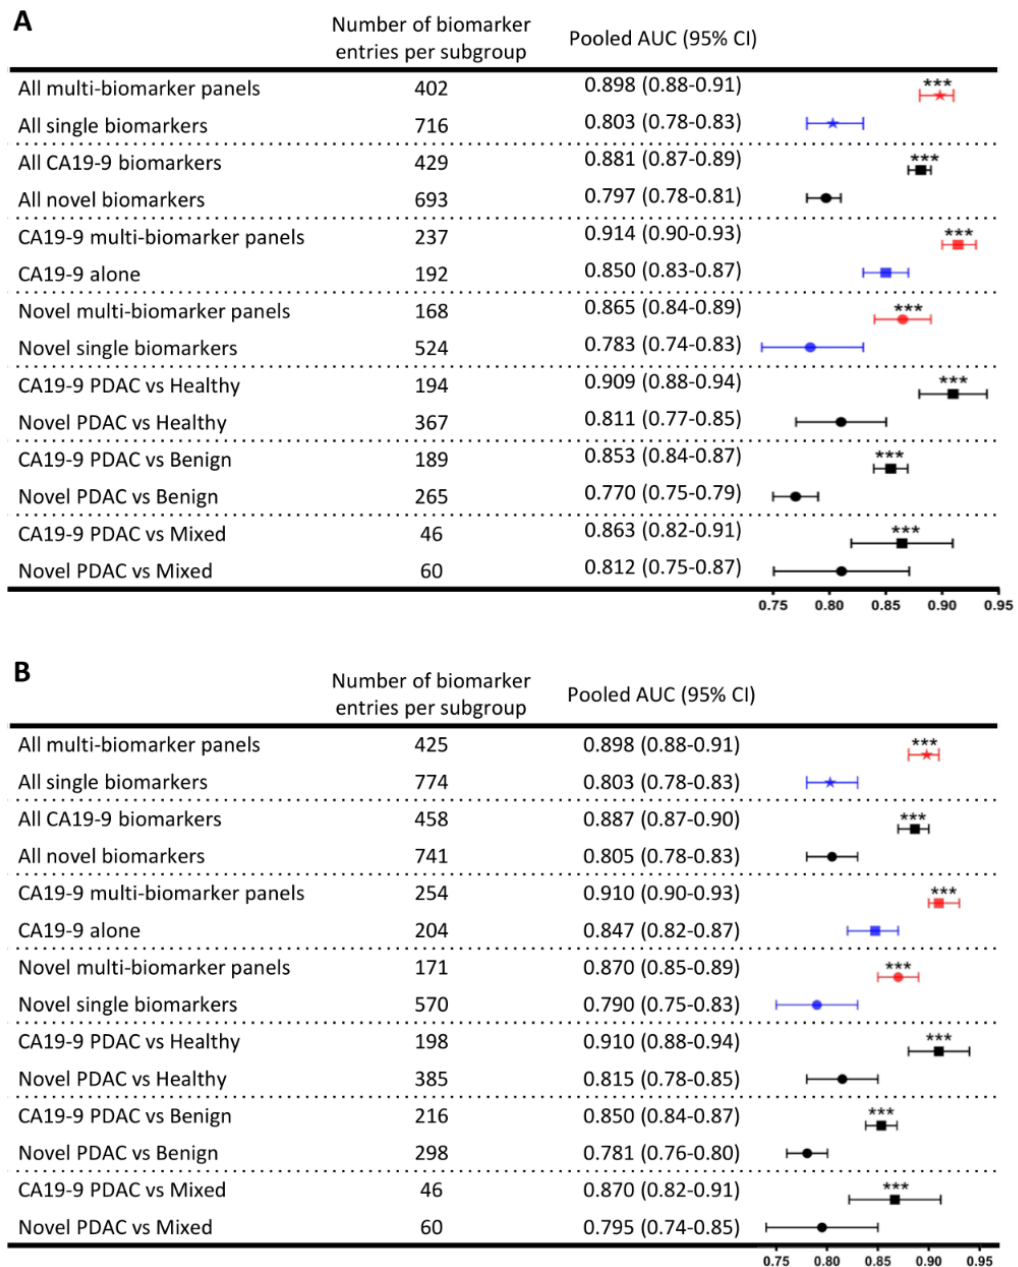 A
Number of biomarker
entries per subgroup
Pooled AUC (95% CI)
All multi-biomarker panels 402 0.898 (0.88-0.91) ***
All single biomarkers 716 0.803 (0.78-0.83)
All CA19-9 biomarkers 429 0.881 (0.87-0.89) ***
All novel biomarkers 693 0.797 (0.78-0.81)
CA19-9 multi-biomarker panels 237 0.914 (0.90-0.93) ***
CA19-9 alone 192 0.850 (0.83-0.87)
Novel multi-biomarker panels 168 0.865 (0.84-0.89) ***
Novel single biomarkers 524 0.783 (0.74-0.83)
CA19-9 PDAC vs Healthy 194 0.909 (0.88-0.94) ***
Novel PDAC vs Healthy 367 0.811 (0.77-0.85)
CA19-9 PDAC vs Benign 189 0.853 (0.84-0.87) ***
Novel PDAC vs Benign 265 0.770 (0.75-0.79)
CA19-9 PDAC vs Mixed 46 0.863 (0.82-0.91) ***
Novel PDAC vs Mixed 60 0.812 (0.75-0.87)
0.75 0.80 0.85 0.90 0.95
B
Number of biomarker
entries per subgroup
Pooled AUC (95% CI)
All multi-biomarker panels 425 0.898 (0.88-0.91) ***
All single biomarkers 774 0.803 (0.78-0.83)
All CA19-9 biomarkers 458 0.887 (0.87-0.90) ***
All novel biomarkers 741 0.805 (0.78-0.83)
CA19-9 multi-biomarker panels 254 0.910 (0.90-0.93) ***
CA19-9 alone 204 0.847 (0.82-0.87)
Novel multi-biomarker panels 171 0.870 (0.85-0.89) ***
Novel single biomarkers 570 0.790 (0.75-0.83)
CA19-9 PDAC vs Healthy 198 0.910 (0.88-0.94) ***
Novel PDAC vs Healthy 385 0.815 (0.78-0.85)
CA19-9 PDAC vs Benign 216 0.850 (0.84-0.87) ***
Novel PDAC vs Benign 298 0.781 (0.76-0.80)
CA19-9 PDAC vs Mixed 46 0.870 (0.82-0.91) ***
Novel PDAC vs Mixed 60 0.795 (0.74-0.85)
0.75 0.80 0.85 0.90 0.95